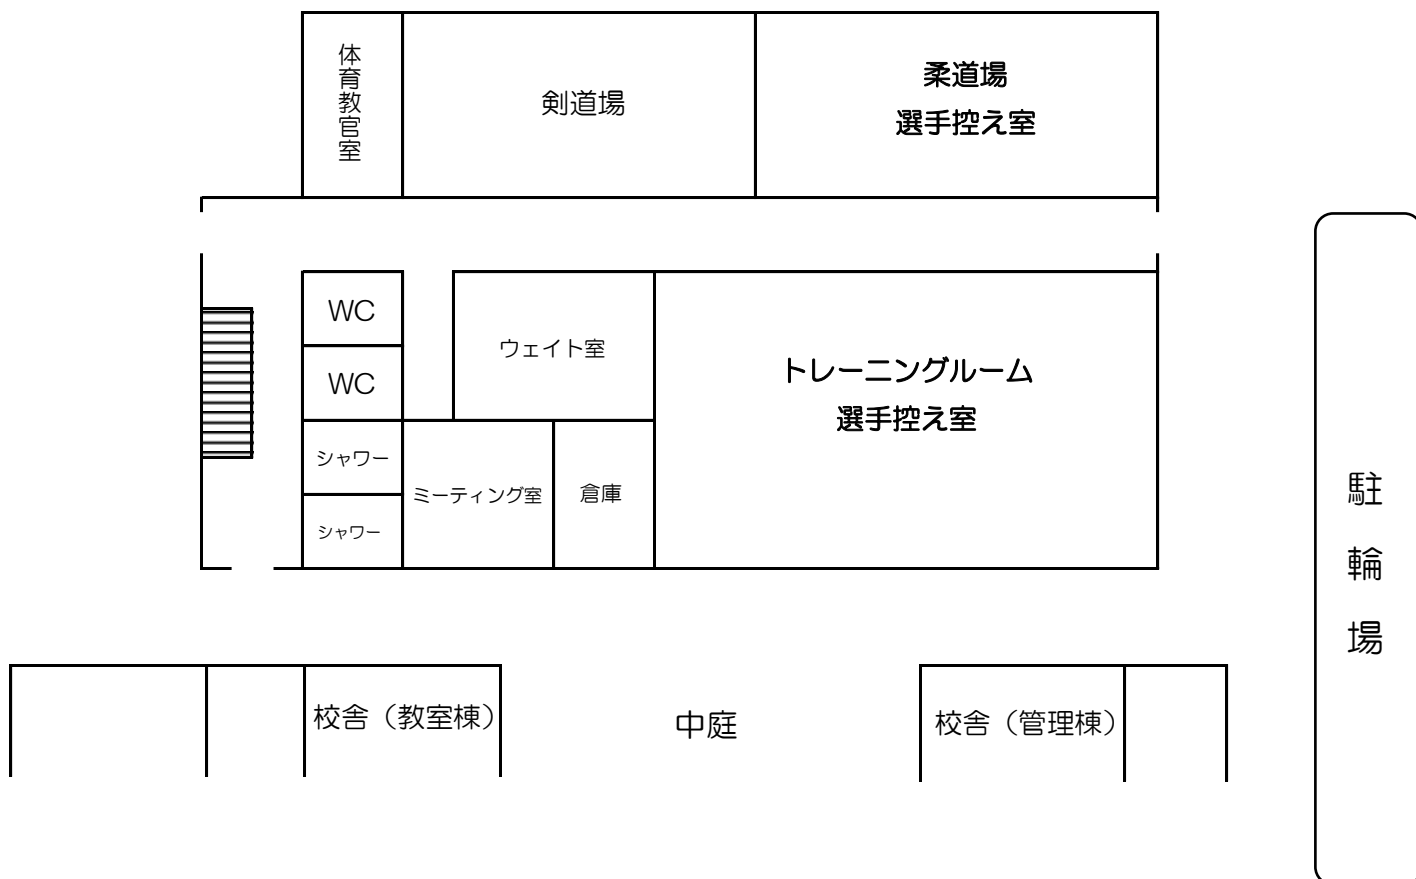 体育教官室
剣道場
柔道場
選手控え室
WC
WC
ウェイト室
トレーニングルーム
選手控え室
シャワー
シャワー
ミーティング室
倉庫
駐輪場
校舎（教室棟）
中庭
校舎（管理棟）